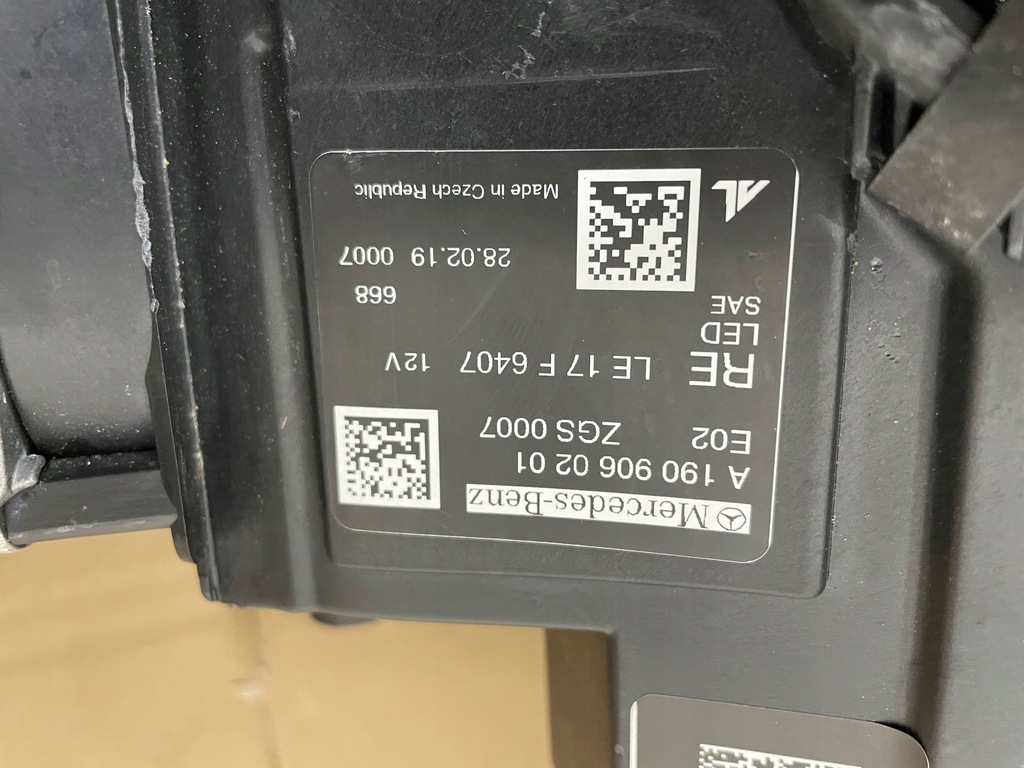 Mercedes-Benz
A 190 906 02 01
E02 ZGS 0007
RE LE 17 F 6407 12V
LED
SAE 668
28.02.19 0007
AL Made in Czech Republic